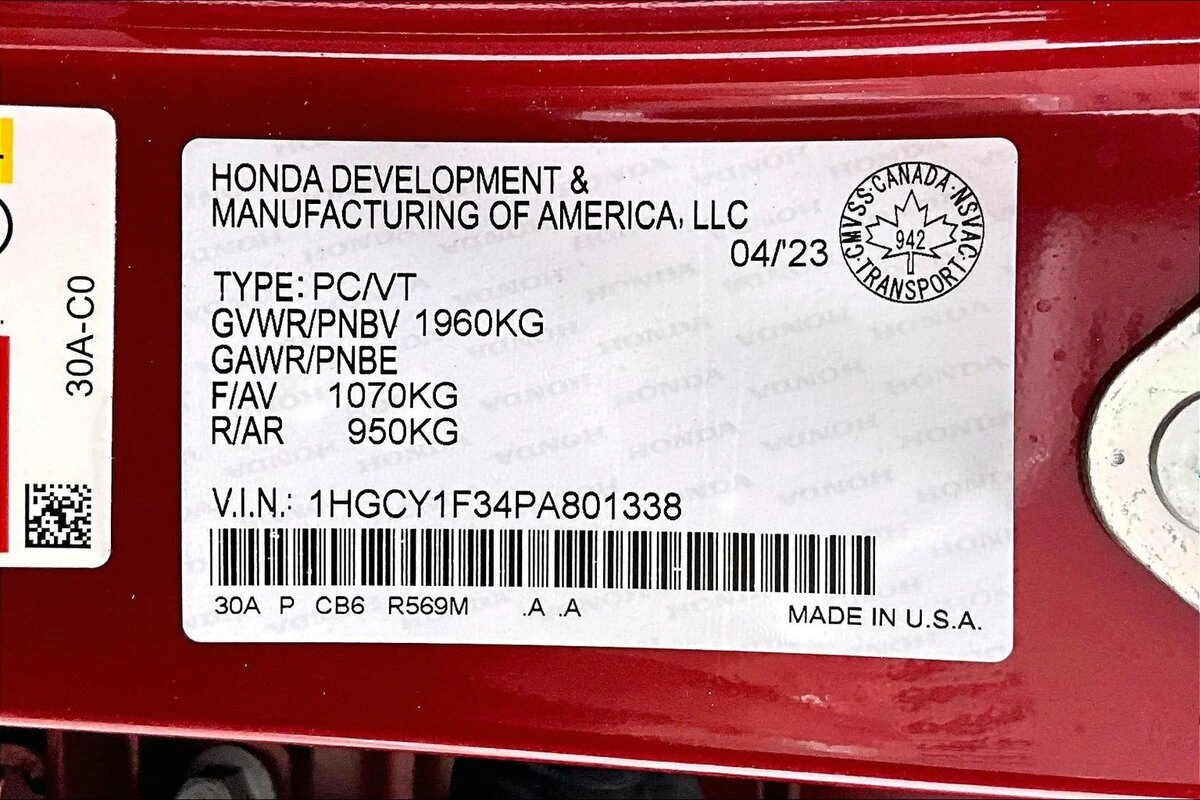 HONDA DEVELOPMENT &
MANUFACTURING OF AMERICA, LLC
04/'23
CMVSS·CANADA·NSVAC·TRANSPORT·
942
TYPE: PC/VT
GVWR/PNBV 1960KG
GAWR/PNBE
F/AV 1070KG
R/AR 950KG
V.I.N.: 1HGCY1F34PA801338
30A P CB6 R569M .A .A
MADE IN U.S.A.
30A-C0